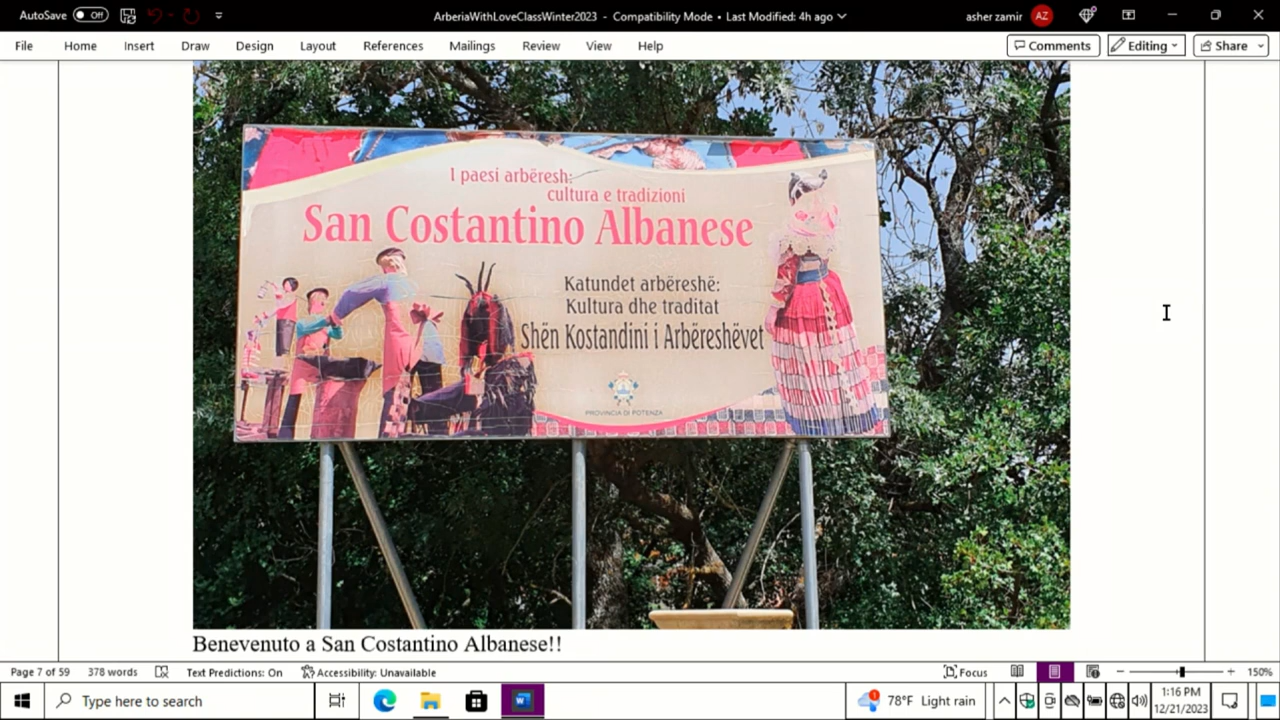 AutoSave Off ArberiaWithLoveClassWinter2023 - Compatibility Mode • Last Modified: 4h ago asher zamir AZ
File Home Insert Draw Design Layout References Mailings Review View Help Comments Editing Share
I paesi arbëresh:
cultura e tradizioni
San Costantino Albanese
Katundet arbëreshë:
Kultura dhe traditat
Shën Kostandini i Arbëreshëvet
PROVINCIA DI POTENZA
Benevenuto a San Costantino Albanese!!
Page 7 of 59 378 words Text Predictions: On Accessibility: Unavailable Focus 150%
Type here to search 1 78°F Light rain 1:16 PM
12/21/2023